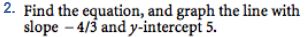 2. Find the equation, and graph the line with
slope – 4/3 and y-intercept 5.